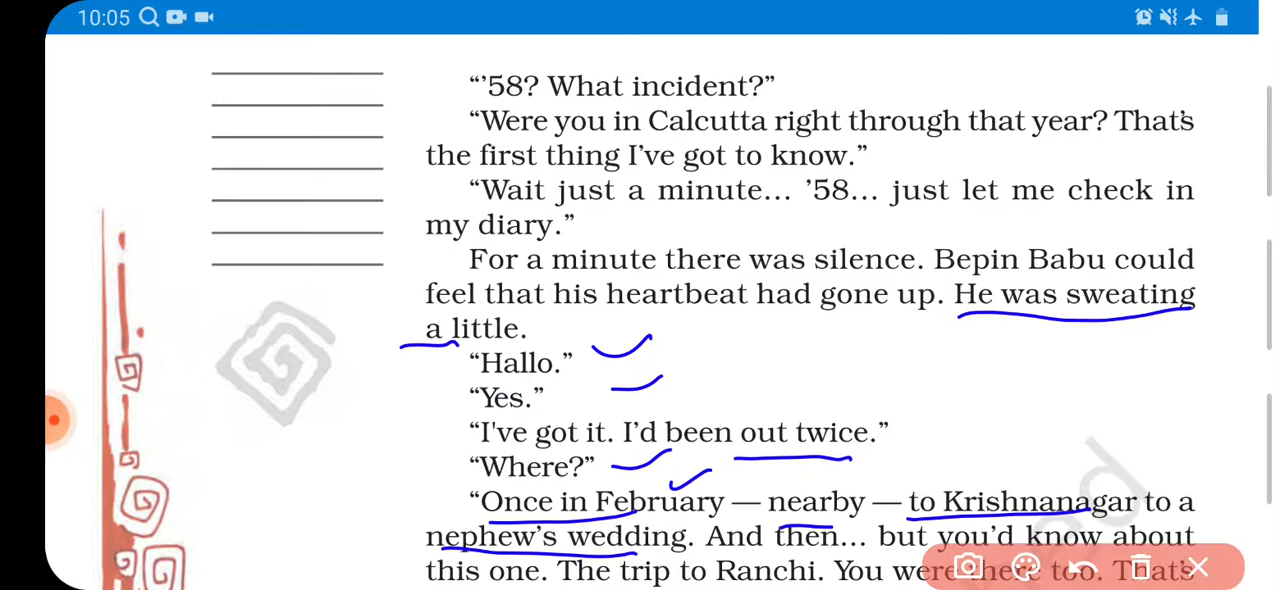 10:05
“’58? What incident?”
“Were you in Calcutta right through that year? That’s
the first thing I’ve got to know.”
“Wait just a minute... ’58... just let me check in
my diary.”
For a minute there was silence. Bepin Babu could
feel that his heartbeat had gone up. He was sweating
a little.
“Hallo.”
“Yes.”
“I've got it. I’d been out twice.”
“Where?”
“Once in February — nearby — to Krishnanagar to a
nephew’s wedding. And then... but you’d know about
this one. The trip to Ranchi. You were there too. That’s
ed